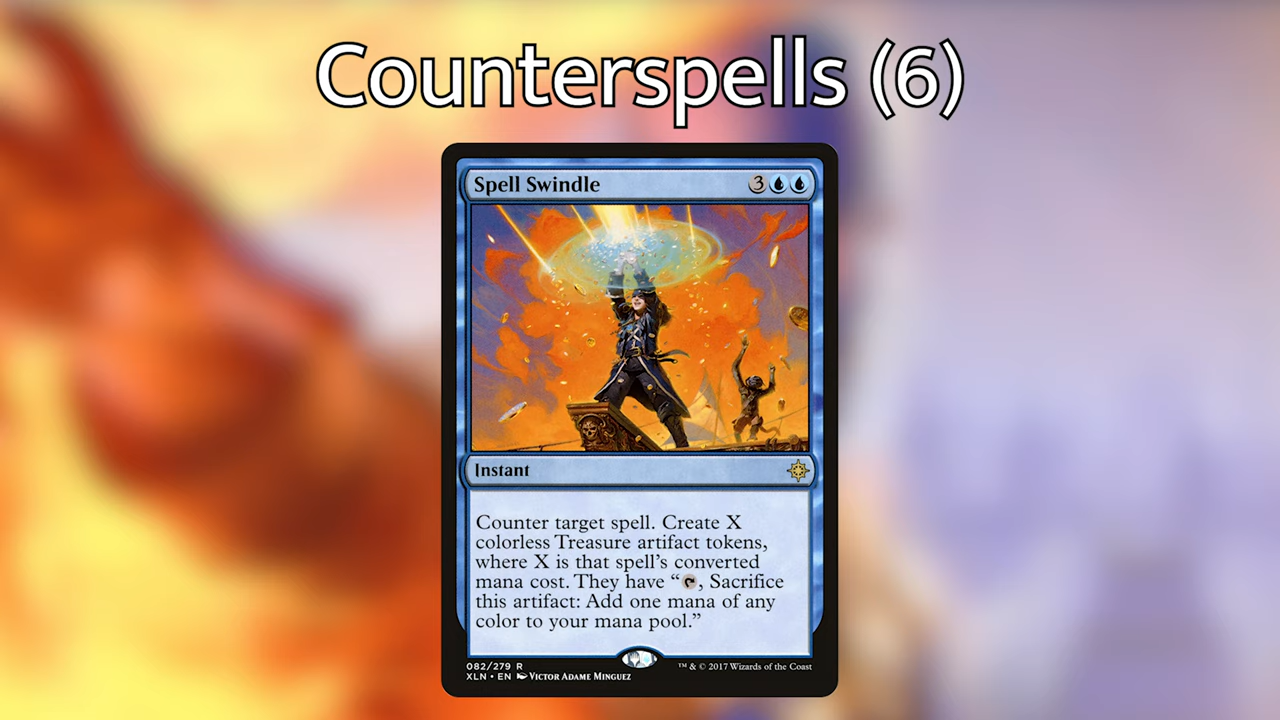 Counterspells (6)
Spell Swindle 3
Instant
Counter target spell. Create X
colorless Treasure artifact tokens,
where X is that spell’s converted
mana cost. They have “, Sacrifice
this artifact: Add one mana of any
color to your mana pool.”
082/279 R
XLN • EN Victor Adame Minguez
™ & © 2017 Wizards of the Coast